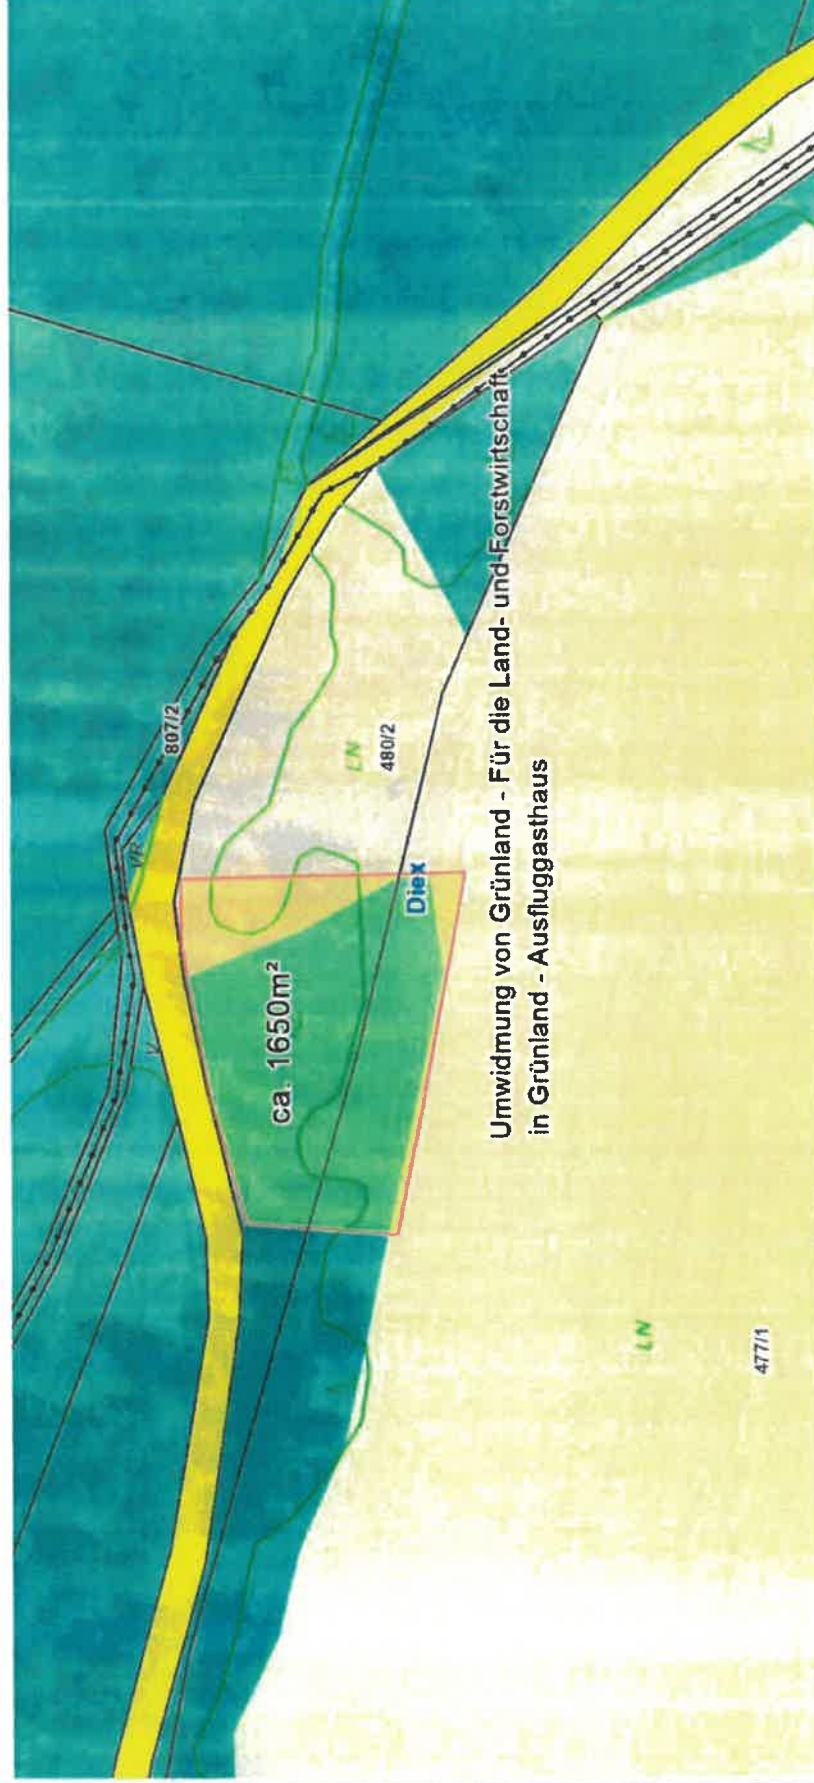 807/2
VR
V
LN
480/2
Diex
ca. 1650m²
Umwidmung von Grünland - Für die Land- und Forstwirtschaft
in Grünland - Ausfluggasthaus
LN
477/1